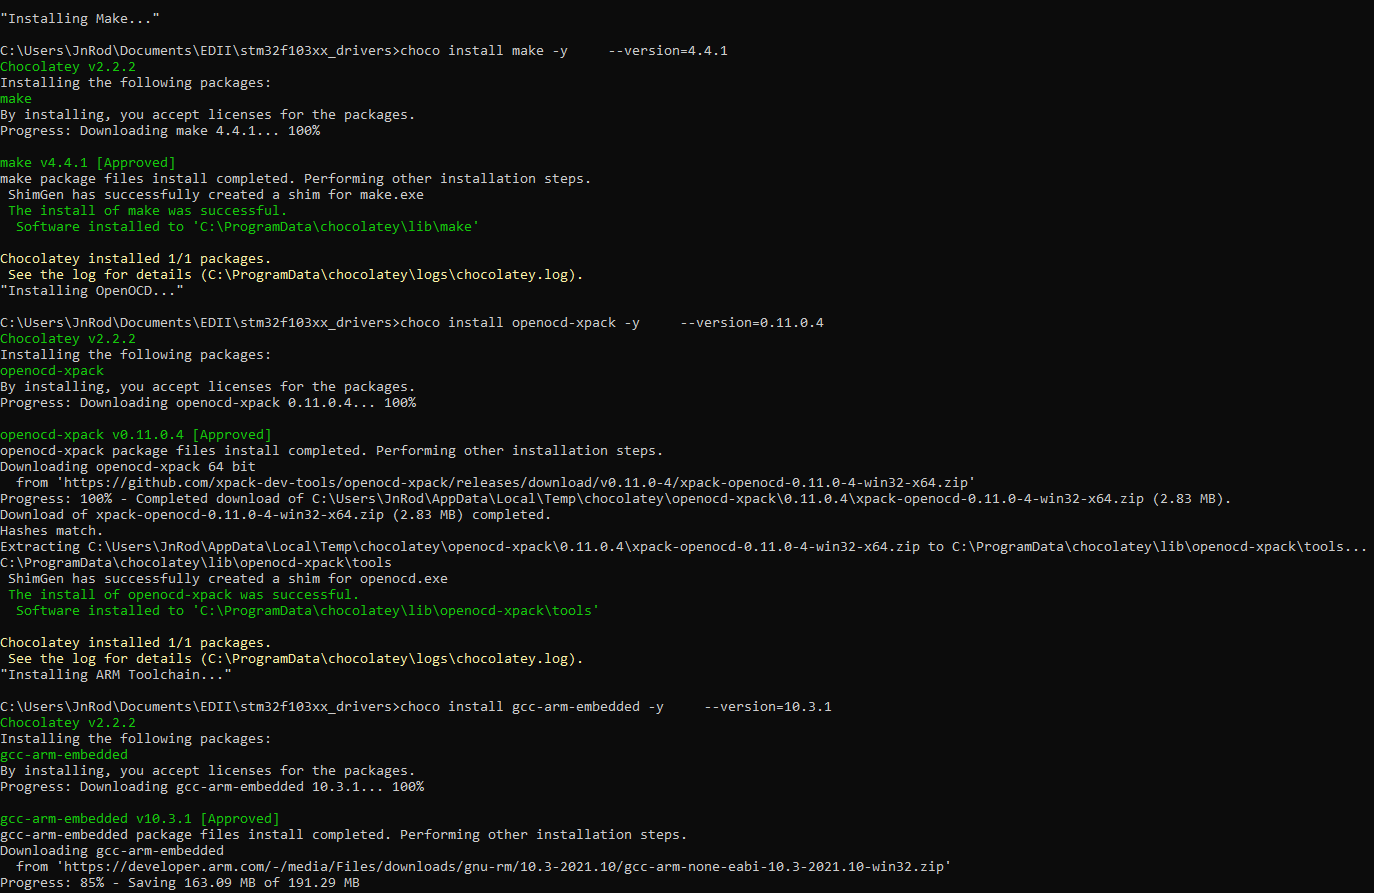 "Installing Make..."
C:\Users\JnRod\Documents\EDII\stm32f103xx_drivers>choco install make -y     --version=4.4.1
Chocolatey v2.2.2
Installing the following packages:
make
By installing, you accept licenses for the packages.
Progress: Downloading make 4.4.1... 100%
make v4.4.1 [Approved]
make package files install completed. Performing other installation steps.
 ShimGen has successfully created a shim for make.exe
 The install of make was successful.
  Software installed to 'C:\ProgramData\chocolatey\lib\make'
Chocolatey installed 1/1 packages.
 See the log for details (C:\ProgramData\chocolatey\logs\chocolatey.log).
"Installing OpenOCD..."
C:\Users\JnRod\Documents\EDII\stm32f103xx_drivers>choco install openocd-xpack -y     --version=0.11.0.4
Chocolatey v2.2.2
Installing the following packages:
openocd-xpack
By installing, you accept licenses for the packages.
Progress: Downloading openocd-xpack 0.11.0.4... 100%
openocd-xpack v0.11.0.4 [Approved]
openocd-xpack package files install completed. Performing other installation steps.
Downloading openocd-xpack 64 bit
  from 'https://github.com/xpack-dev-tools/openocd-xpack/releases/download/v0.11.0-4/xpack-openocd-0.11.0-4-win32-x64.zip'
Progress: 100% - Completed download of C:\Users\JnRod\AppData\Local\Temp\chocolatey\openocd-xpack\0.11.0.4\xpack-openocd-0.11.0-4-win32-x64.zip (2.83 MB).
Download of xpack-openocd-0.11.0-4-win32-x64.zip (2.83 MB) completed.
Hashes match.
Extracting C:\Users\JnRod\AppData\Local\Temp\chocolatey\openocd-xpack\0.11.0.4\xpack-openocd-0.11.0-4-win32-x64.zip to C:\ProgramData\chocolatey\lib\openocd-xpack\tools...
C:\ProgramData\chocolatey\lib\openocd-xpack\tools
 ShimGen has successfully created a shim for openocd.exe
 The install of openocd-xpack was successful.
  Software installed to 'C:\ProgramData\chocolatey\lib\openocd-xpack\tools'
Chocolatey installed 1/1 packages.
 See the log for details (C:\ProgramData\chocolatey\logs\chocolatey.log).
"Installing ARM Toolchain..."
C:\Users\JnRod\Documents\EDII\stm32f103xx_drivers>choco install gcc-arm-embedded -y     --version=10.3.1
Chocolatey v2.2.2
Installing the following packages:
gcc-arm-embedded
By installing, you accept licenses for the packages.
Progress: Downloading gcc-arm-embedded 10.3.1... 100%
gcc-arm-embedded v10.3.1 [Approved]
gcc-arm-embedded package files install completed. Performing other installation steps.
Downloading gcc-arm-embedded
  from 'https://developer.arm.com/-/media/Files/downloads/gnu-rm/10.3-2021.10/gcc-arm-none-eabi-10.3-2021.10-win32.zip'
Progress: 85% - Saving 163.09 MB of 191.29 MB